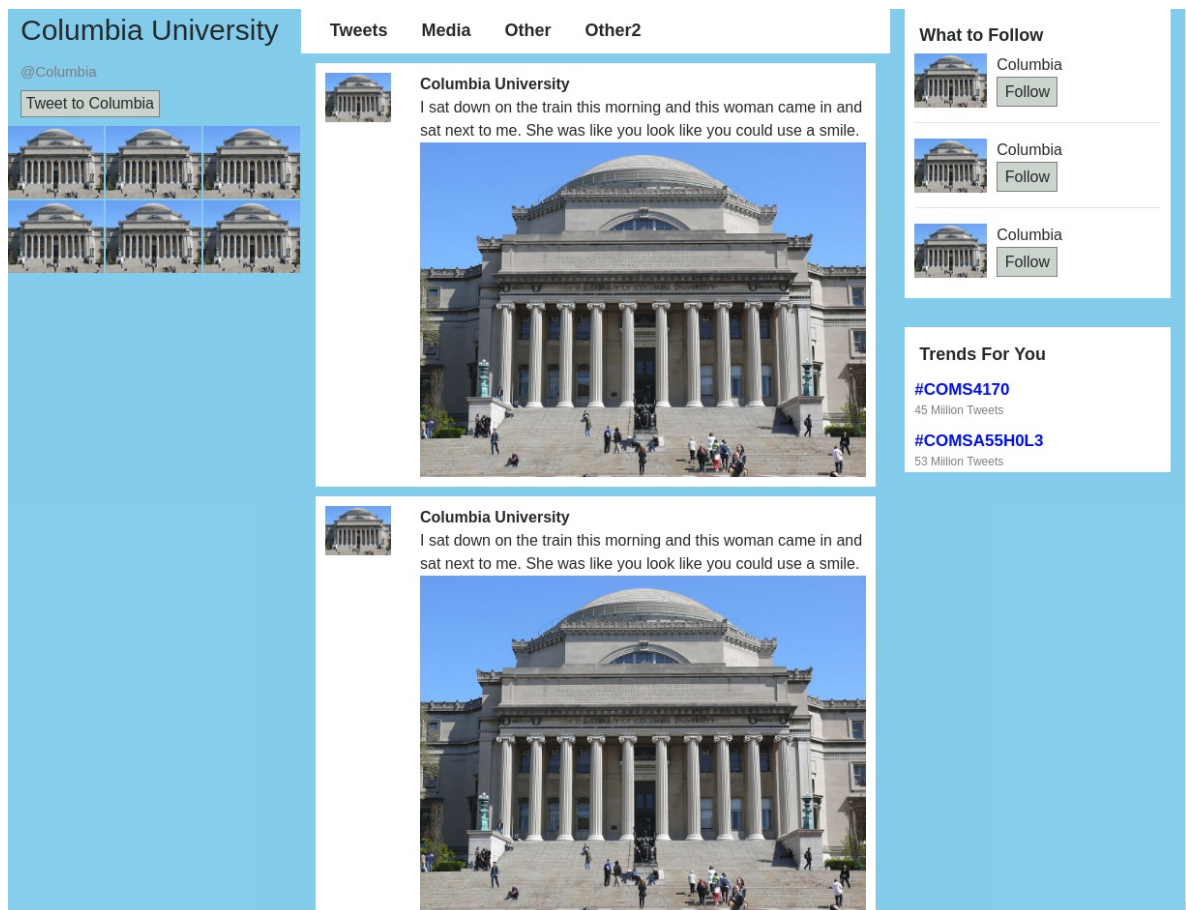 Columbia University
@Columbia
Tweet to Columbia
Tweets Media Other Other2
Columbia University
I sat down on the train this morning and this woman came in and
sat next to me. She was like you look like you could use a smile.
Columbia University
I sat down on the train this morning and this woman came in and
sat next to me. She was like you look like you could use a smile.
What to Follow
Columbia
Follow
Columbia
Follow
Columbia
Follow
Trends For You
#COMS4170
45 Miilion Tweets
#COMSA55H0L3
53 Miilion Tweets